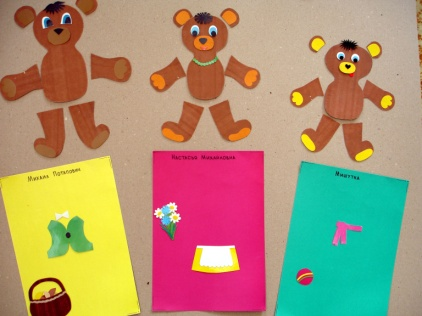 Михаил Потапович
Настасья Михайловна
Мишутка